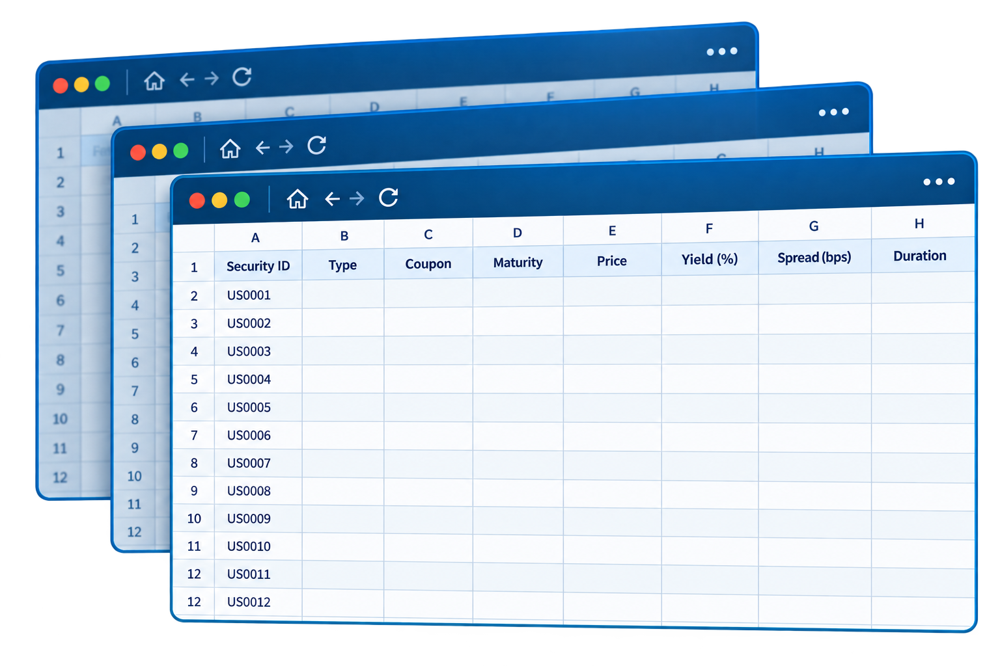 A B C D E F G H
1
2
3
4
5
6
7
8
9
10
11
12
G H
1
2
3
4
5
6
7
8
9
10
11
12
A B C D E F G H
1 Security ID Type Coupon Maturity Price Yield (%) Spread (bps) Duration
2 US0001
3 US0002
4 US0003
5 US0004
6 US0005
7 US0006
8 US0007
9 US0008
10 US0009
11 US0010
12 US0011
12 US0012